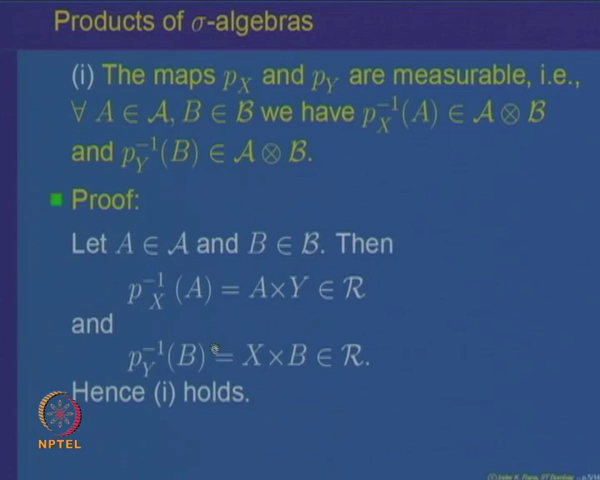 Products of σ-algebras
(i) The maps p_X and p_Y are measurable, i.e.,
∀ A ∈ 𝒜, B ∈ ℬ we have p_X^{-1}(A) ∈ 𝒜 ⊗ ℬ
and p_Y^{-1}(B) ∈ 𝒜 ⊗ ℬ.
Proof:
Let A ∈ 𝒜 and B ∈ ℬ. Then
p_X^{-1}(A) = A×Y ∈ ℛ
and
p_Y^{-1}(B) = X×B ∈ ℛ.
Hence (i) holds.
NPTEL